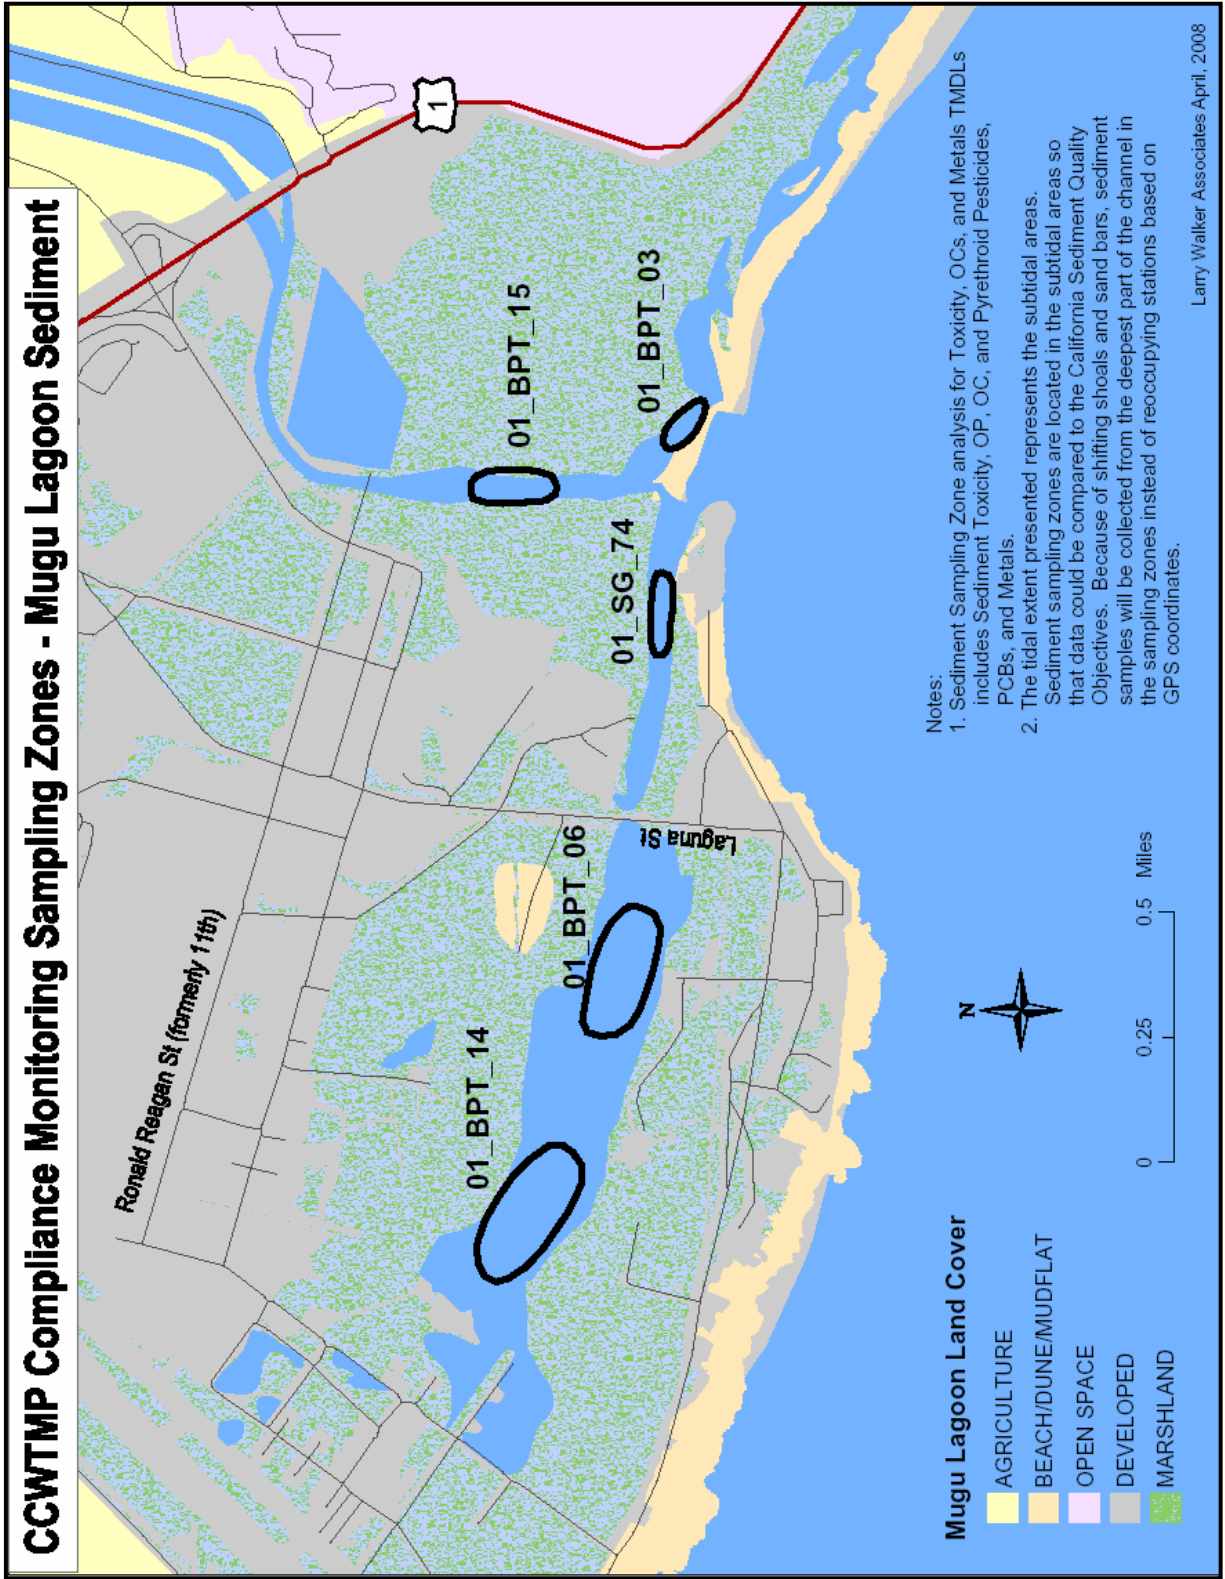 CCWTMP Compliance Monitoring Sampling Zones - Mugu Lagoon Sediment
1
Ronald Reagan St (formerly 11th)
01_BPT_15
01_BPT_03
01_SG_74
01_BPT_06
Laguna St
01_BPT_14
Notes:
1. Sediment Sampling Zone analysis for Toxicity, OCs, and Metals TMDLs
includes Sediment Toxicity, OP, OC, and Pyrethroid Pesticides,
PCBs, and Metals.
2. The tidal extent presented represents the subtidal areas.
Sediment sampling zones are located in the subtidal areas so
that data could be compared to the California Sediment Quality
Objectives. Because of shifting shoals and sand bars, sediment
samples will be collected from the deepest part of the channel in
the sampling zones instead of reoccupying stations based on
GPS coordinates.
Larry Walker Associates April, 2008
N
0 0.25 0.5 Miles
Mugu Lagoon Land Cover
AGRICULTURE
BEACH/DUNE/MUDFLAT
OPEN SPACE
DEVELOPED
MARSHLAND